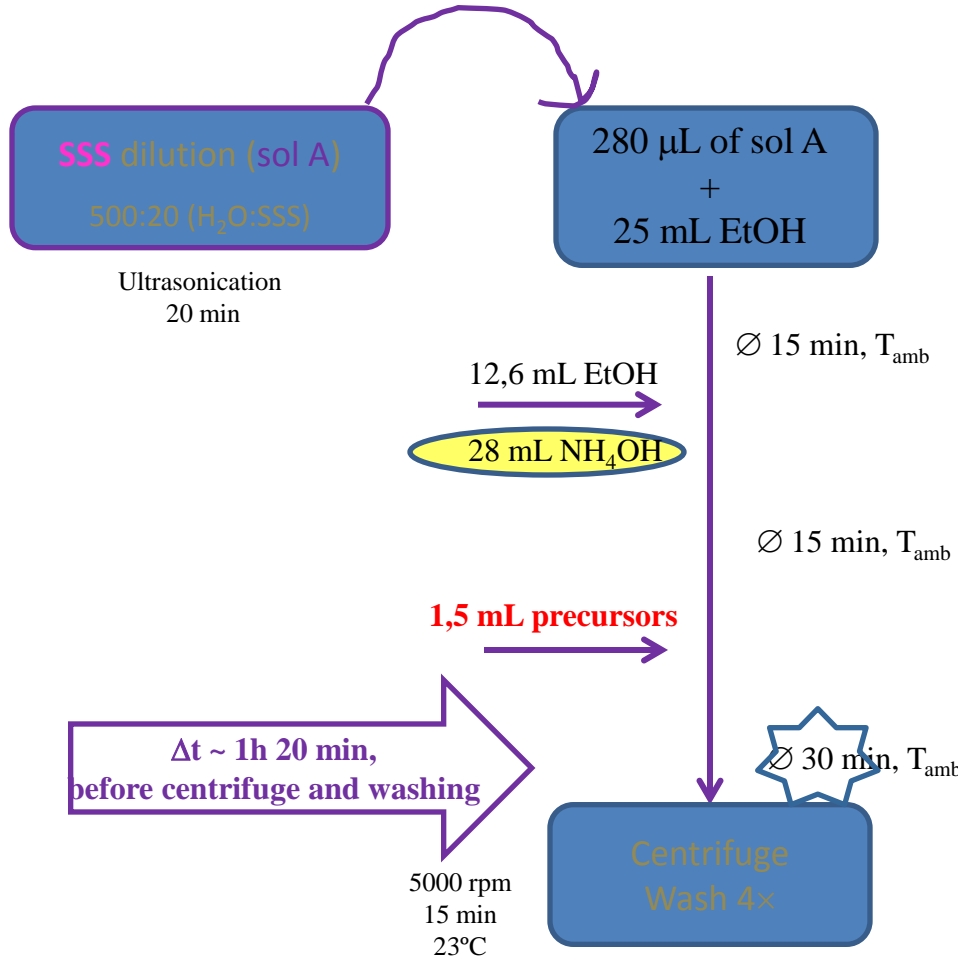 SSS dilution (sol A)
500:20 (H₂O:SSS)
Ultrasonication
20 min
280 μL of sol A
+
25 mL EtOH
∅ 15 min, Tamb
12,6 mL EtOH
28 mL NH₄OH
∅ 15 min, Tamb
1,5 mL precursors
Δt ~ 1h 20 min,
before centrifuge and washing
∅ 30 min, Tamb
5000 rpm
15 min
23ºC
Centrifuge
Wash 4×